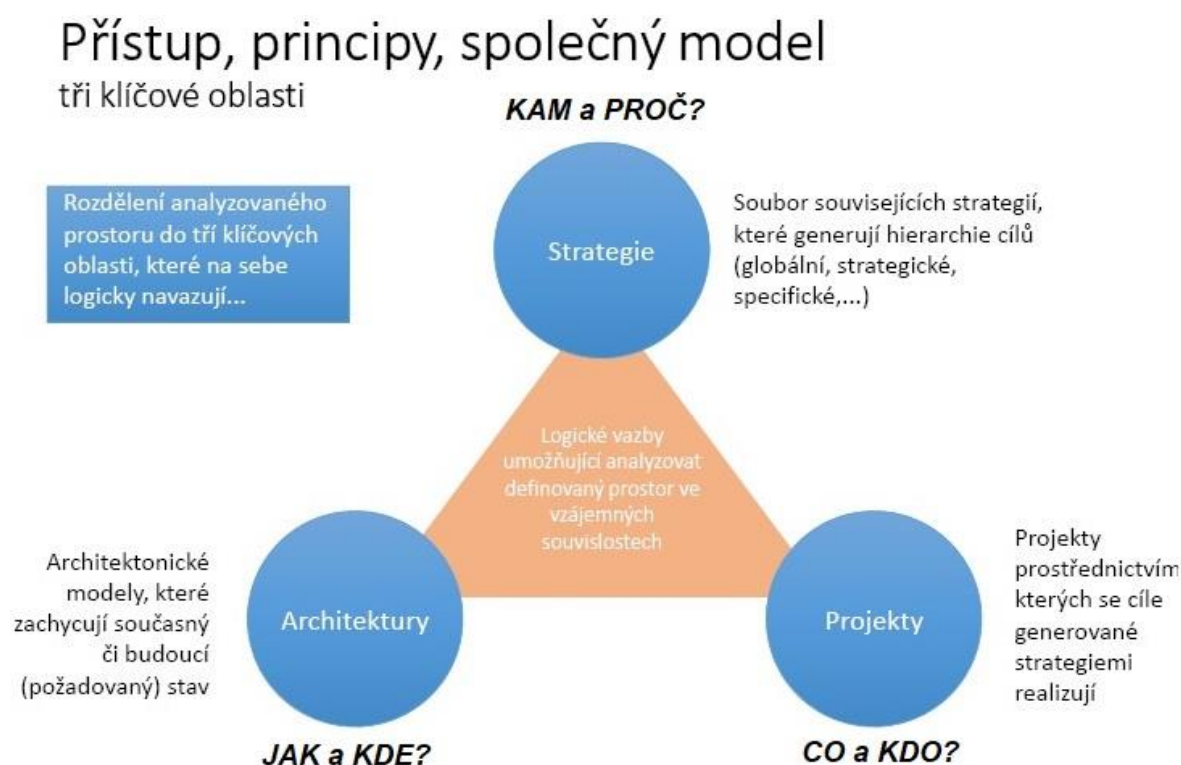 Přístup, principy, společný model
tři klíčové oblasti
KAM a PROČ?
Rozdělení analyzovaného
prostoru do tří klíčových
oblasti, které na sebe
logicky navazují...
Strategie
Soubor souvisejících strategií,
které generují hierarchie cílů
(globální, strategické,
specifické,...)
Logické vazby
umožňující analyzovat
definovaný prostor ve
vzájemných
souvislostech
Architektonické
modely, které
zachycují současný
či budoucí
(požadovaný) stav
Architektury
JAK a KDE?
Projekty
Projekty
prostřednictvím
kterých se cíle
generované
strategiemi
realizují
CO a KDO?